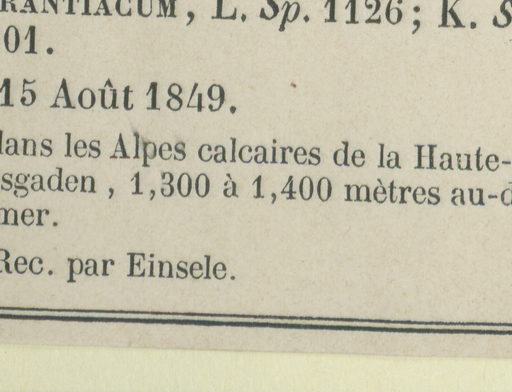 RANTIACUM, L. Sp. 1126; K. S
01.
15 Août 1849.
dans les Alpes calcaires de la Haute-
sgaden, 1,300 à 1,400 mètres au-d
mer.
Rec. par Einsele.